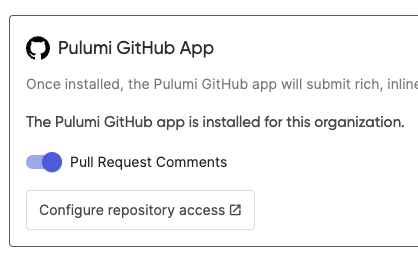 Pulumi GitHub App
Once installed, the Pulumi GitHub app will submit rich, inline
The Pulumi GitHub app is installed for this organization.
Pull Request Comments
Configure repository access